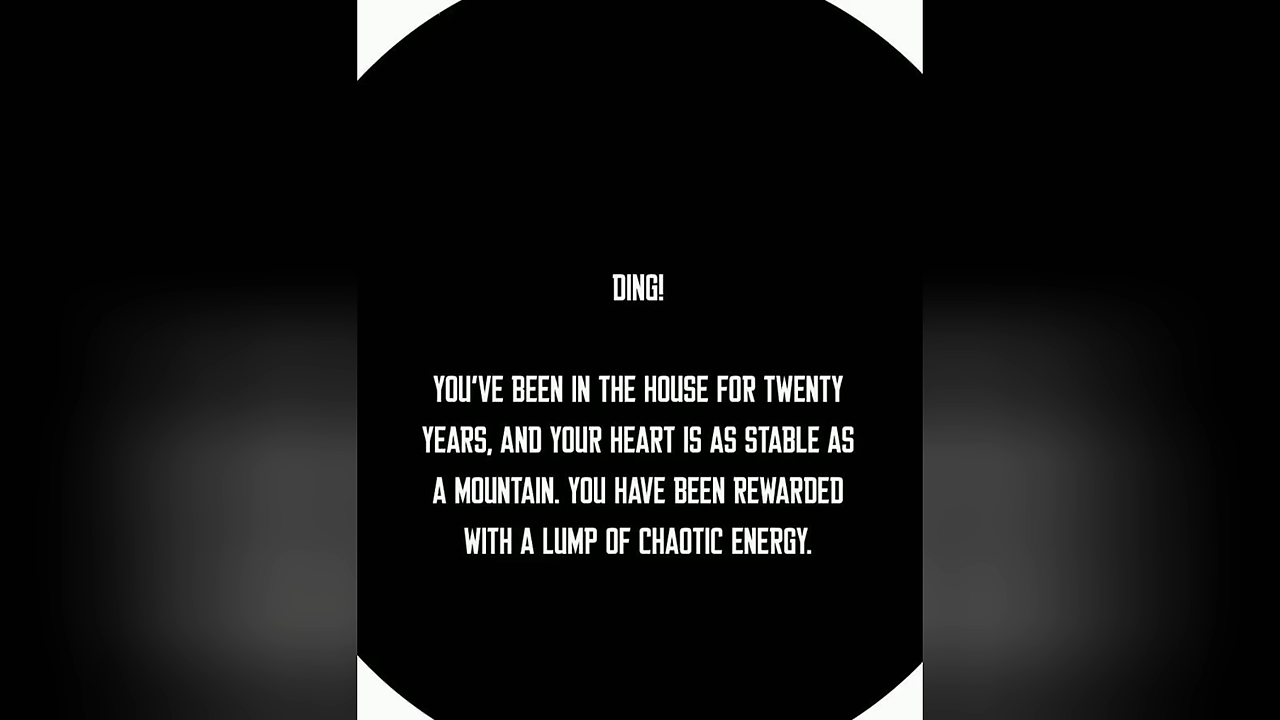 DING!
YOU'VE BEEN IN THE HOUSE FOR TWENTY
YEARS, AND YOUR HEART IS AS STABLE AS
A MOUNTAIN. YOU HAVE BEEN REWARDED
WITH A LUMP OF CHAOTIC ENERGY.